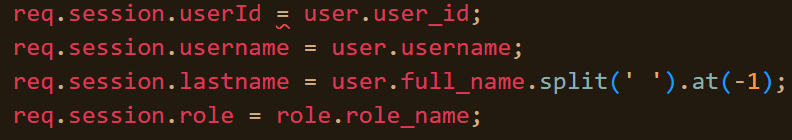 req.session.userId = user.user_id;
req.session.username = user.username;
req.session.lastname = user.full_name.split(' ').at(-1);
req.session.role = role.role_name;